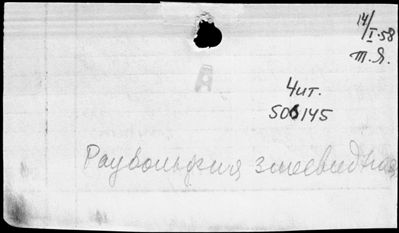 14/I-58
т.Я.
Чит.
506145
Раувольфия змеевидная